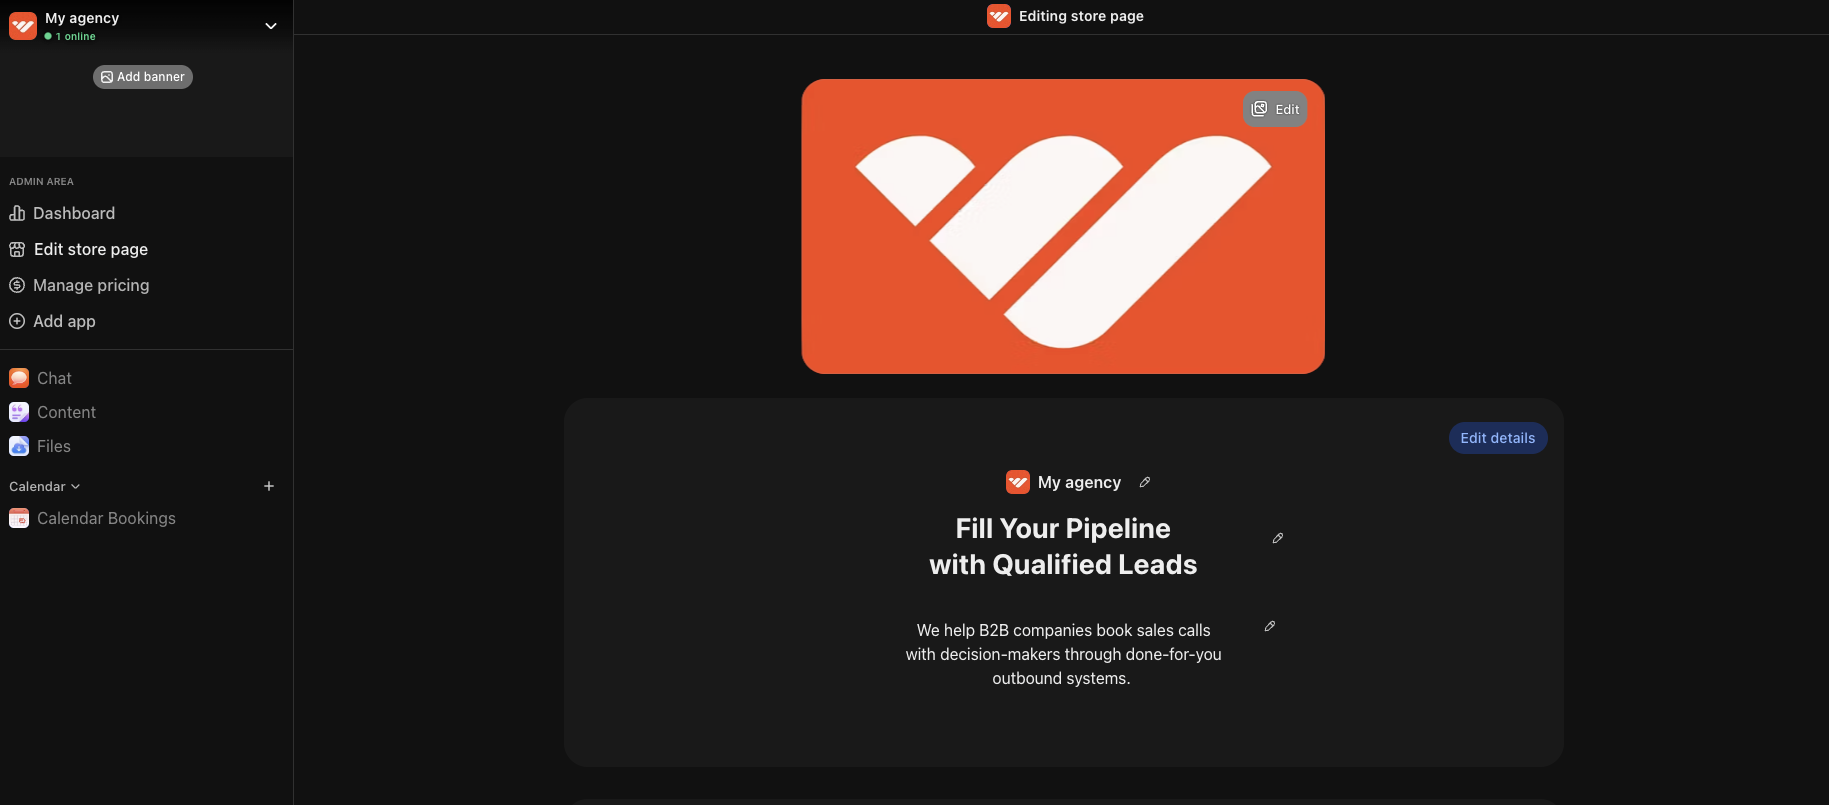 My agency
1 online
Add banner
ADMIN AREA
Dashboard
Edit store page
Manage pricing
Add app
Chat
Content
Files
Calendar
Calendar Bookings
Editing store page
Edit
Edit details
My agency
Fill Your Pipeline
with Qualified Leads
We help B2B companies book sales calls
with decision-makers through done-for-you
outbound systems.